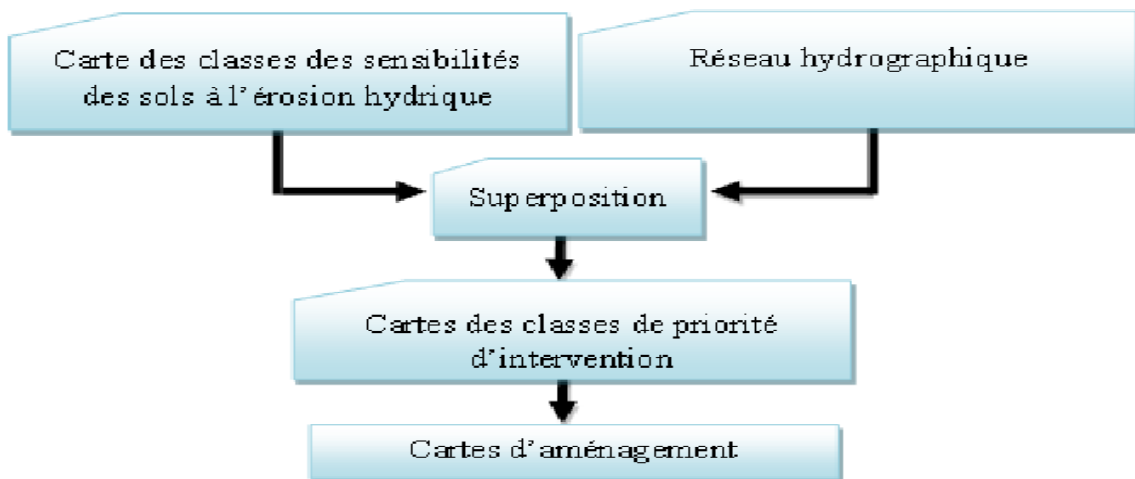 Carte des classes des sensibilités
des sols à l'érosion hydrique
Réseau hydrographique
Superposition
Cartes des classes de priorité
d'intervention
Cartes d'aménagement